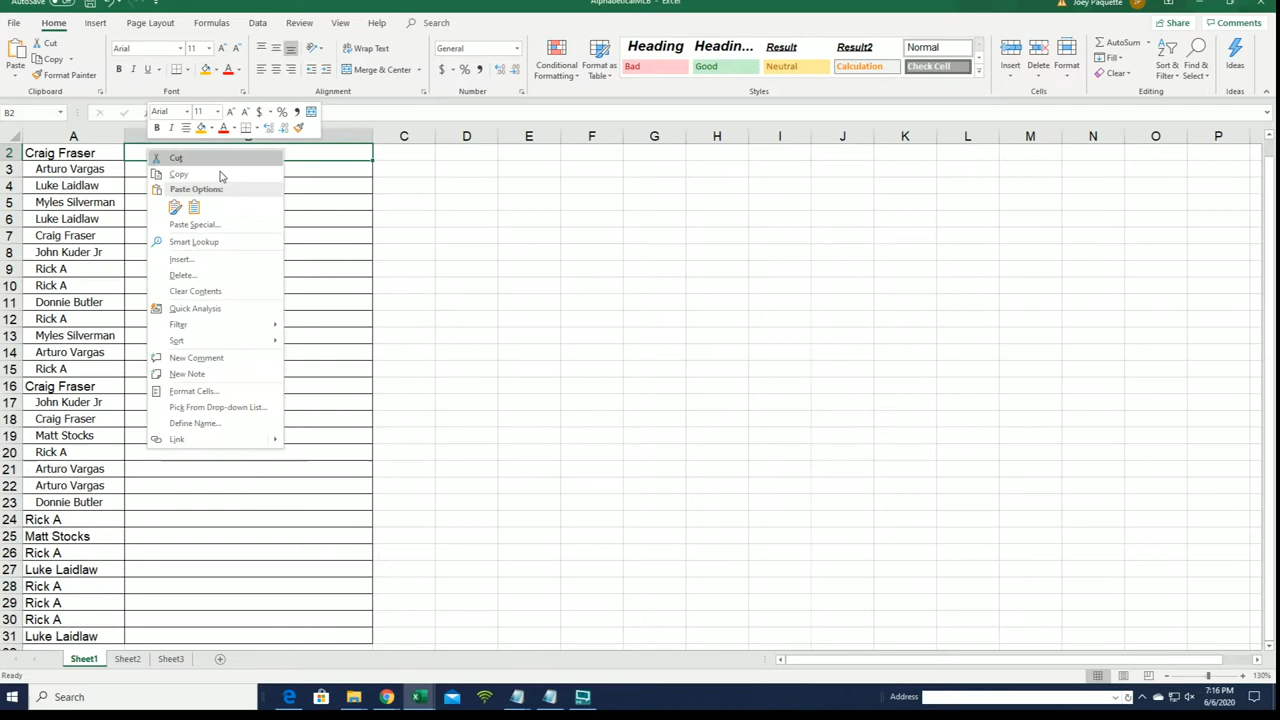 AutoSave Off AlphabeticalMLB - Excel Joey Paquette JP
File Home Insert Page Layout Formulas Data Review View Help Search Share Comments
Paste Cut Copy Format Painter
Clipboard
Arial 11 A A B I U A
Font
Wrap Text Merge & Center
Alignment
General $ % ,
Number
Conditional Formatting Format as Table
Heading Headin... Result Result2 Normal
Bad Good Neutral Calculation Check Cell
Styles
Insert Delete Format
Cells
AutoSum Fill Clear Sort & Filter Find & Select
Editing
Ideas
Ideas
B2
Arial 11 A A $ % ,
B I A
A B C D E F G H I J K L M N O P
2 Craig Fraser
3 Arturo Vargas
4 Luke Laidlaw
5 Myles Silverman
6 Luke Laidlaw
7 Craig Fraser
8 John Kuder Jr
9 Rick A
10 Rick A
11 Donnie Butler
12 Rick A
13 Myles Silverman
14 Arturo Vargas
15 Rick A
16 Craig Fraser
17 John Kuder Jr
18 Craig Fraser
19 Matt Stocks
20 Rick A
21 Arturo Vargas
22 Arturo Vargas
23 Donnie Butler
24 Rick A
25 Matt Stocks
26 Rick A
27 Luke Laidlaw
28 Rick A
29 Rick A
30 Rick A
31 Luke Laidlaw
Cut
Copy
Paste Options:
Paste Special...
Smart Lookup
Insert...
Delete...
Clear Contents
Quick Analysis
Filter
Sort
New Comment
New Note
Format Cells...
Pick From Drop-down List...
Define Name...
Link
Sheet1 Sheet2 Sheet3
Ready 130%
Search Address 7:16 PM
6/6/2020